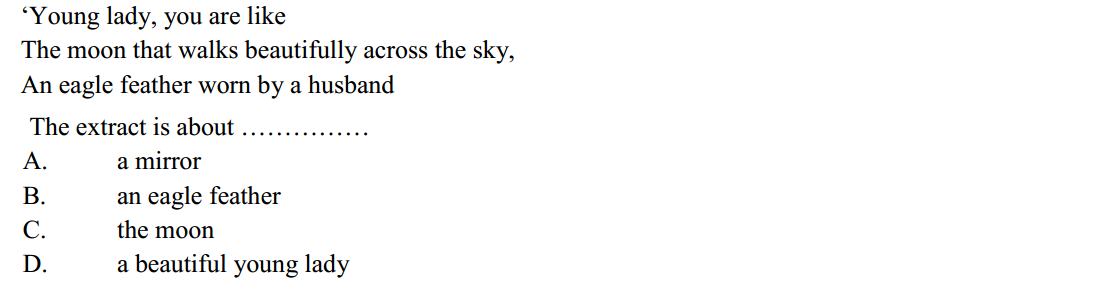 ‘Young lady, you are like
The moon that walks beautifully across the sky,
An eagle feather worn by a husband
The extract is about ……………
A. a mirror
B. an eagle feather
C. the moon
D. a beautiful young lady